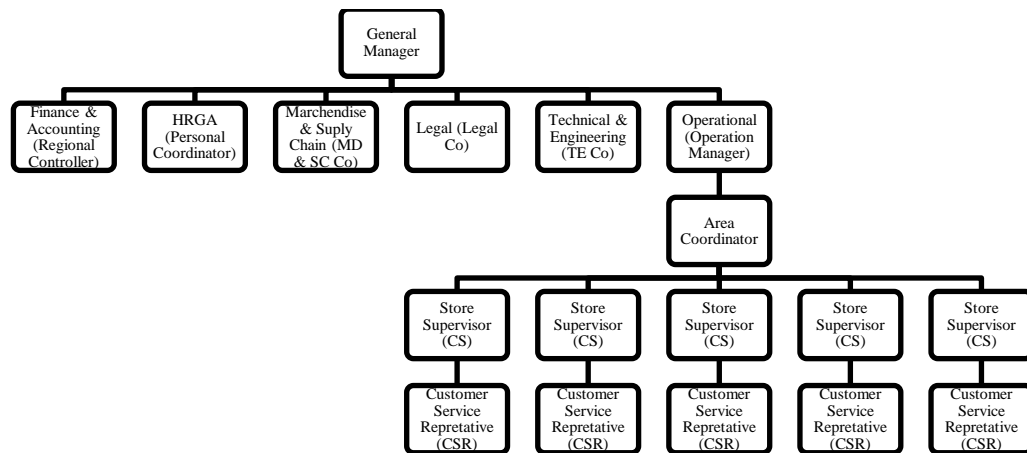 General
Manager
Finance &
Accounting
(Regional
Controller)
HRGA
(Personal
Coordinator)
Marchendise
& Suply
Chain (MD
& SC Co)
Legal (Legal
Co)
Technical &
Engineering
(TE Co)
Operational
(Operation
Manager)
Area
Coordinator
Store
Supervisor
(CS)
Store
Supervisor
(CS)
Store
Supervisor
(CS)
Store
Supervisor
(CS)
Store
Supervisor
(CS)
Customer
Service
Repretative
(CSR)
Customer
Service
Repretative
(CSR)
Customer
Service
Repretative
(CSR)
Customer
Service
Repretative
(CSR)
Customer
Service
Repretative
(CSR)